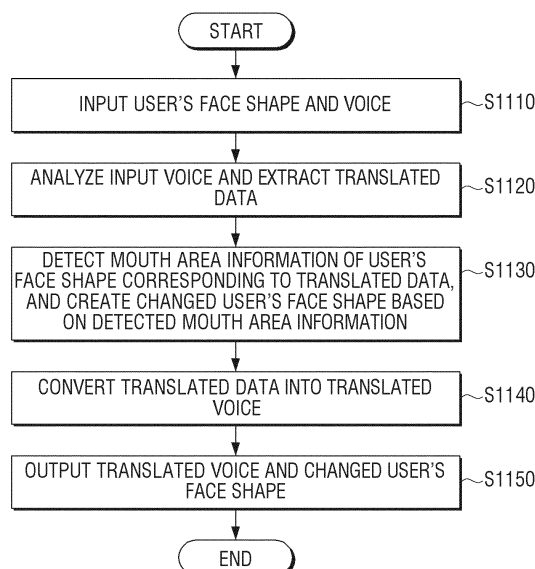 START
INPUT USER'S FACE SHAPE AND VOICE
S1110
ANALYZE INPUT VOICE AND EXTRACT TRANSLATED
DATA
S1120
DETECT MOUTH AREA INFORMATION OF USER'S
FACE SHAPE CORRESPONDING TO TRANSLATED DATA,
AND CREATE CHANGED USER'S FACE SHAPE BASED
ON DETECTED MOUTH AREA INFORMATION
S1130
CONVERT TRANSLATED DATA INTO TRANSLATED
VOICE
S1140
OUTPUT TRANSLATED VOICE AND CHANGED USER'S
FACE SHAPE
S1150
END